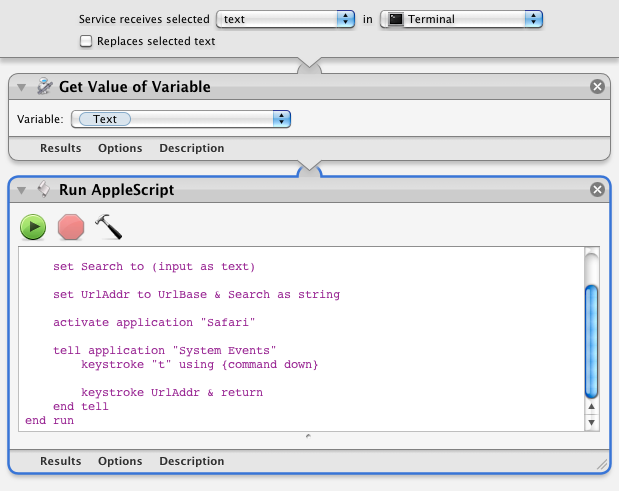 Service receives selected text in Terminal
Replaces selected text
Get Value of Variable
Variable: Text
Results Options Description
Run AppleScript
set Search to (input as text)
set UrlAddr to UrlBase & Search as string
activate application "Safari"
tell application "System Events"
keystroke "t" using {command down}
keystroke UrlAddr & return
end tell
end run
Results Options Description